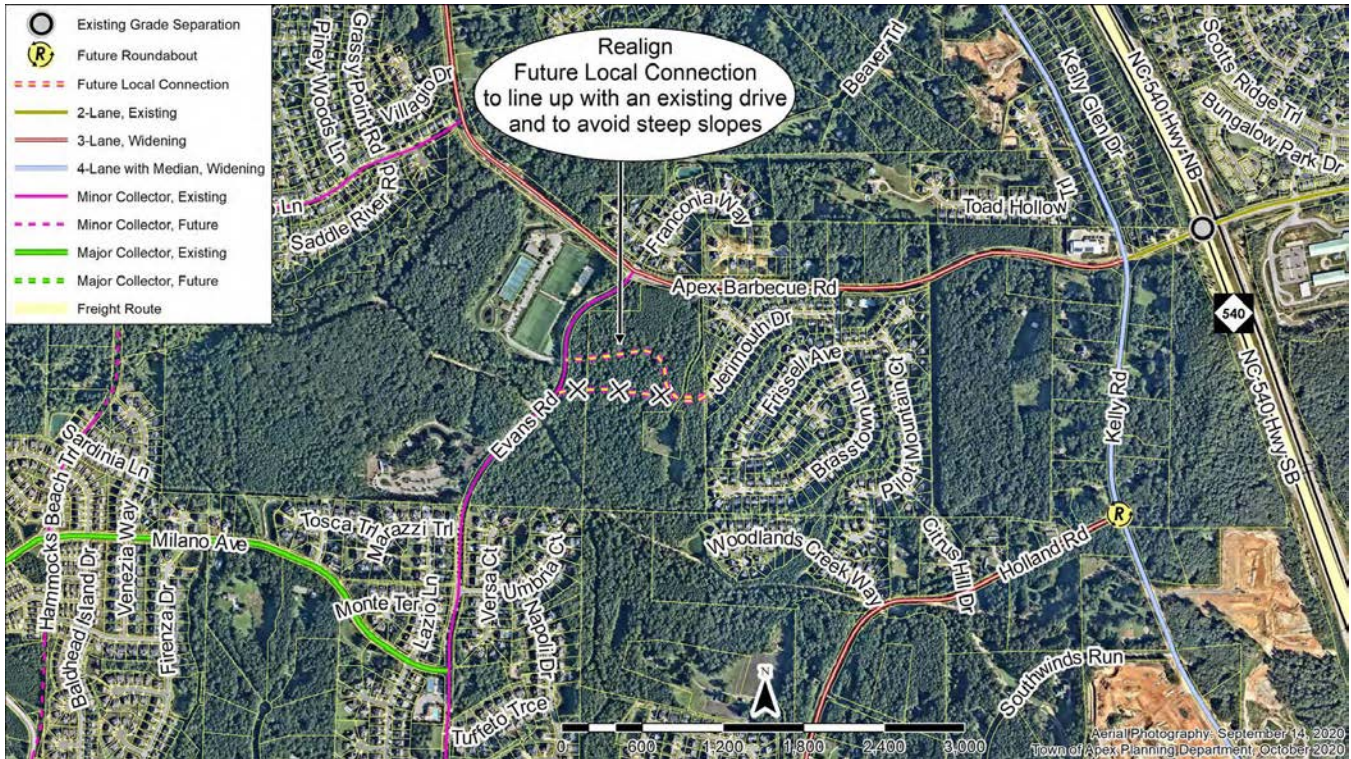 Existing Grade Separation
R
Future Roundabout
Future Local Connection
2-Lane, Existing
3-Lane, Widening
4-Lane with Median, Widening
Minor Collector, Existing
Minor Collector, Future
Major Collector, Existing
Major Collector, Future
Freight Route
Realign
Future Local Connection
to line up with an existing drive
and to avoid steep slopes
Piney Woods Ln
Grassy Point Rd
Villagio Dr
Saddle River Rd
Ln
Beaver Trl
Kelly Glen Dr
NC-540 Hwy NB
Scotts Ridge Trl
Bungalow Park Dr
Toad Hollow
Trl
Franconia Way
Apex Barbecue Rd
540
NC-540 Hwy SB
Jerimouth Dr
Frissell Ave
Brasstown Ln
Pilot Mountain Ct
Kelly Rd
Evans Rd
Sardinia Ln
Hammocks Beach Trl
Baldhead Island Dr
Venezia Way
Firenza Dr
Milano Ave
Tosca Trl
Ma
azzi Trl
Monte Ter
Lazio Ln
Versa Ct
Umbria Ct
Napoli Dr
Turreto Trce
Woodlands Creek Way
Citrus Hill Dr
Holland Rd
R
Southwinds Run
N
0 600 1,200 1,800 2,400 3,000
Aerial Photography: September 14, 2020
Town of Apex Planning Department, October 2020